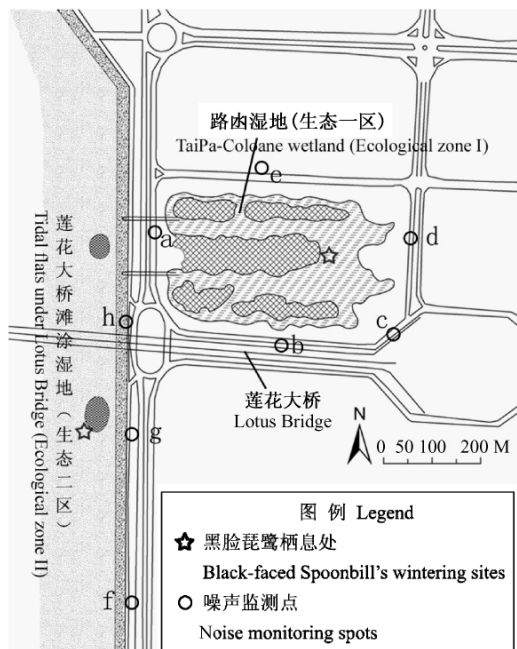 路氹湿地(生态一区)
TaiPa-Coloane wetland (Ecological zone I)
e
a
d
h
c
b
莲花大桥滩涂湿地(生态二区)
Tidal flats under Lotus Bridge (Ecological zone II)
莲花大桥
Lotus Bridge
N
g
0 50 100 200 M
f
图 例 Legend
黑脸琵鹭栖息处
Black-faced Spoonbill's wintering sites
噪声监测点
Noise monitoring spots